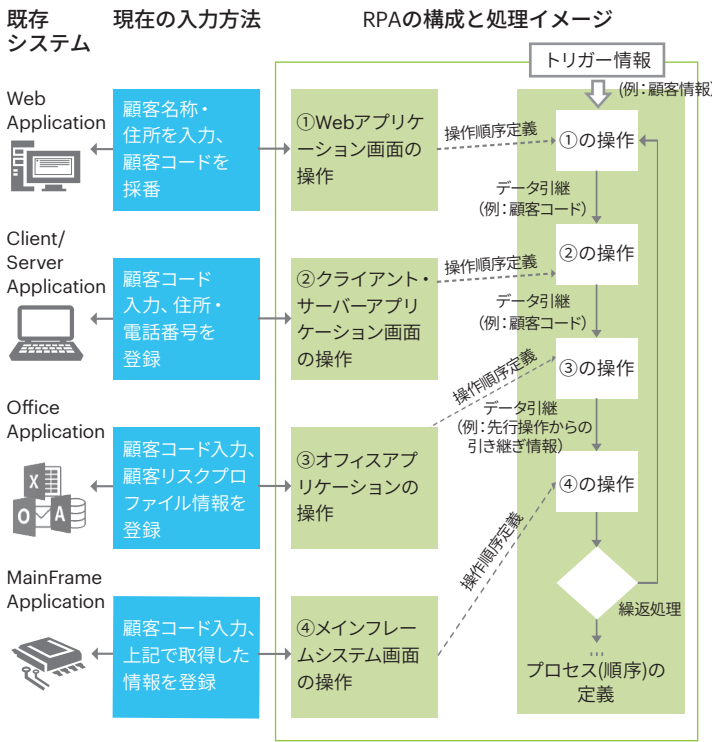 既存
システム
現在の入力方法
RPAの構成と処理イメージ
トリガー情報
(例：顧客情報)
Web
Application
顧客名称・
住所を入力、
顧客コードを
採番
①Webアプリケ
ーション画面の
操作
操作順序定義
①の操作
データ引継
（例：顧客コード）
Client/
Server
Application
顧客コード
入力、住所・
電話番号を
登録
②クライアント・
サーバーアプリ
ケーション画面
の操作
操作順序定義
②の操作
データ引継
（例：顧客コード）
Office
Application
X
O
A
顧客コード入力、
顧客リスクプロ
ファイル情報を
登録
③オフィスアプ
リケーションの
操作
操作順序定義
③の操作
データ引継
（例：先行操作からの
引き継ぎ情報）
MainFrame
Application
顧客コード入力、
上記で取得した
情報を登録
④メインフレー
ムシステム画面
の操作
操作順序定義
④の操作
繰返処理
…
プロセス(順序)の
定義